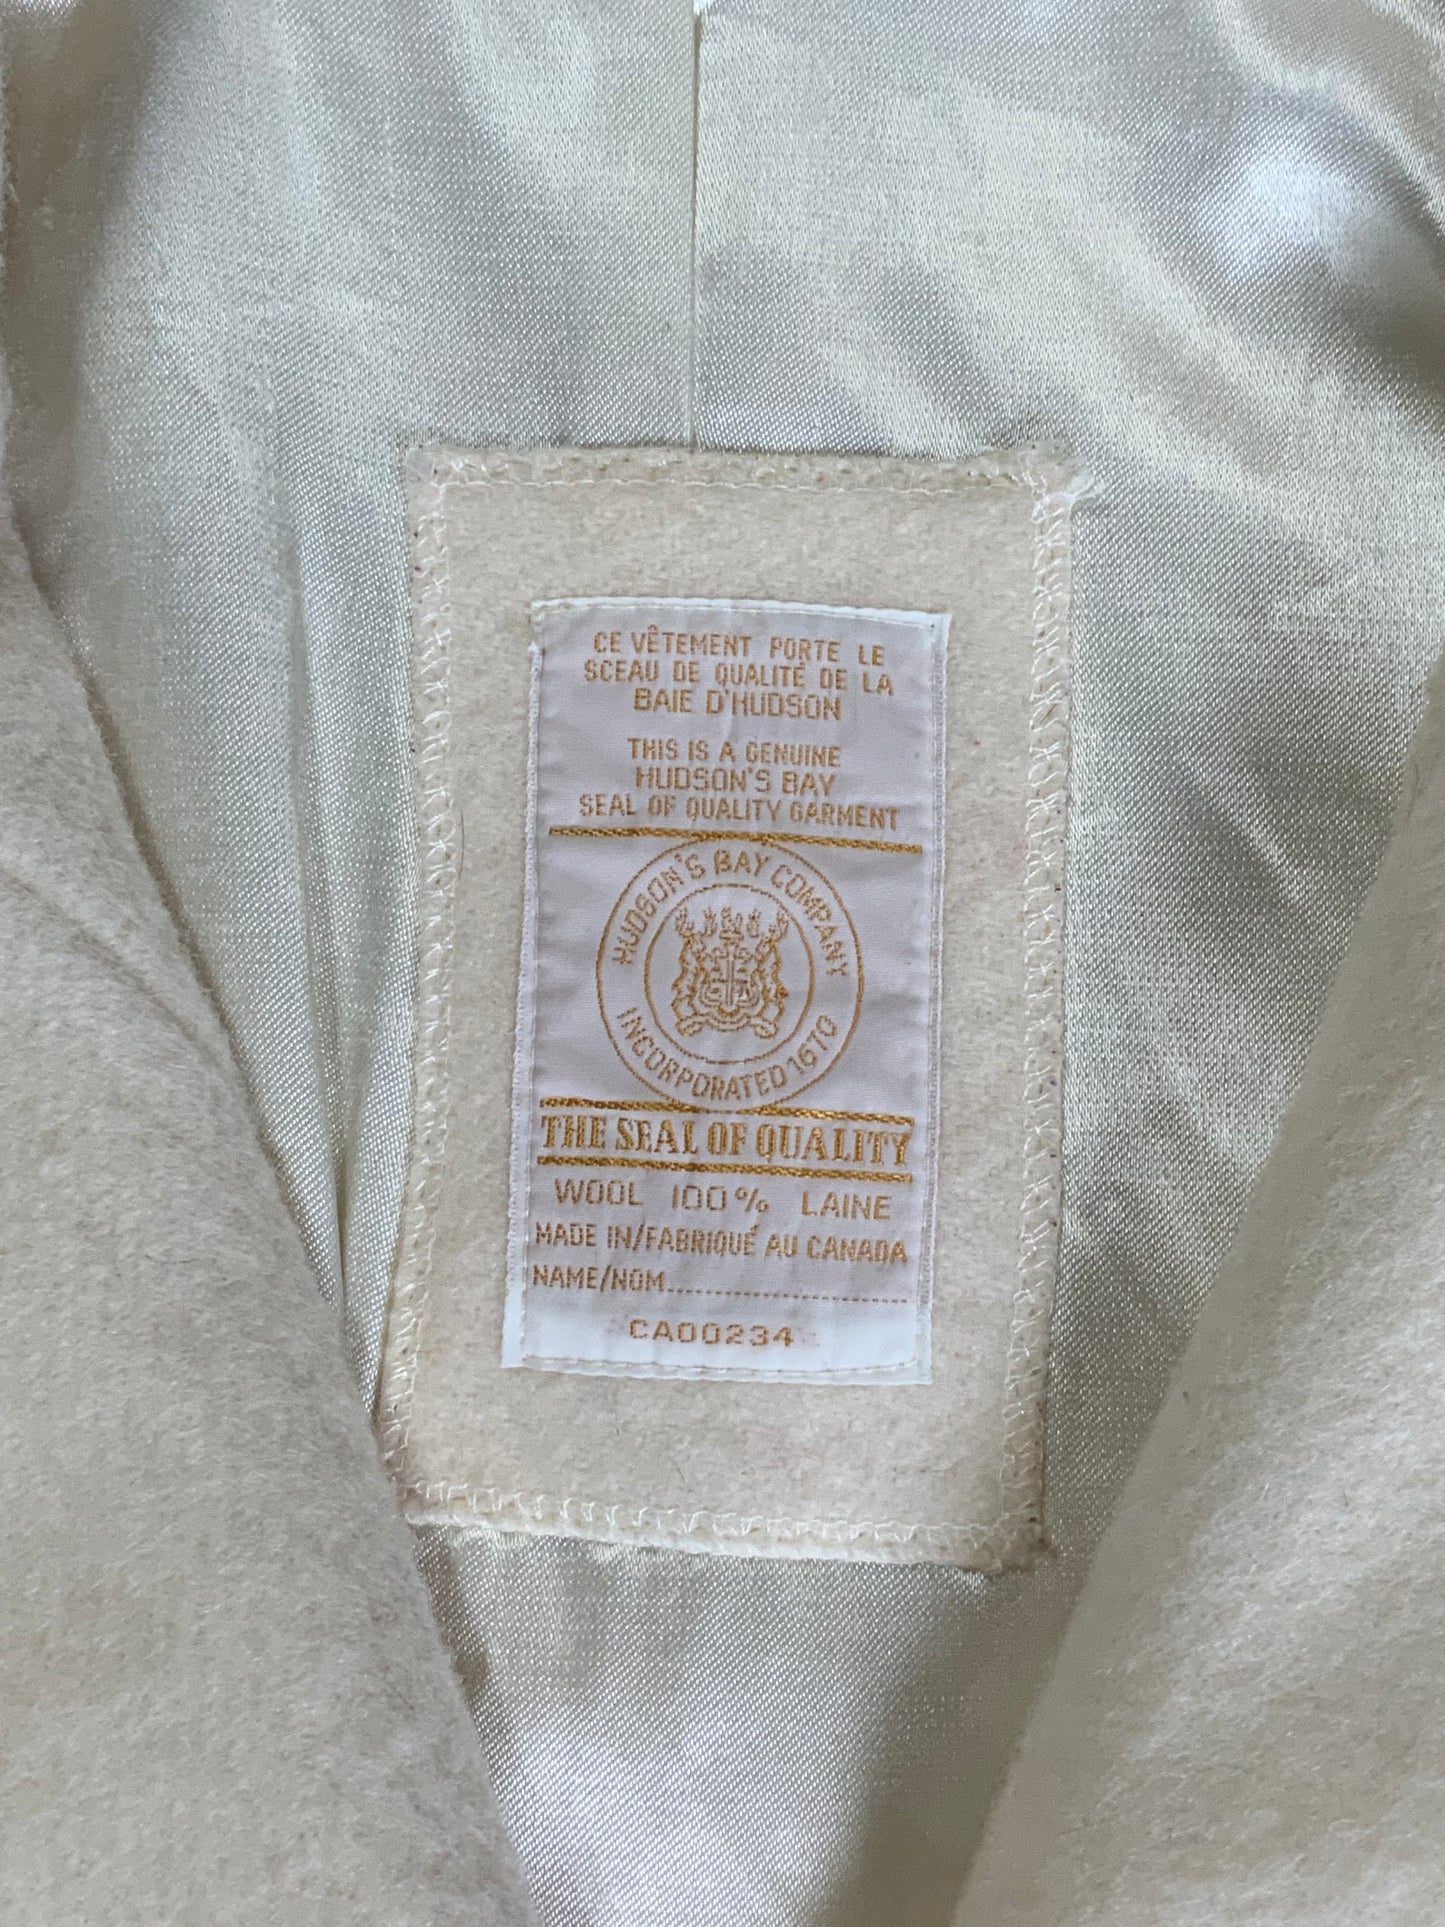 CE VÊTEMENT PORTE LE
SCEAU DE QUALITÉ DE LA
BAIE D'HUDSON
THIS IS A GENUINE
HUDSON'S BAY
SEAL OF QUALITY GARMENT
HUDSON'S BAY COMPANY
INCORPORATED 1670
THE SEAL OF QUALITY
WOOL 100% LAINE
MADE IN/FABRIQUÉ AU CANADA
NAME/NOM....................................
CA00234